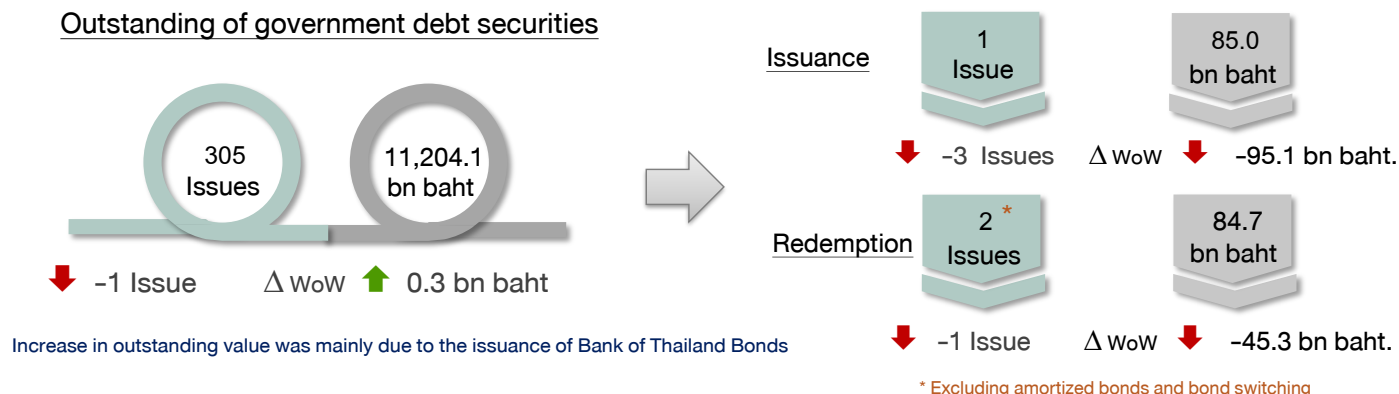 Outstanding of government debt securities
305
Issues
11,204.1
bn baht
-1 Issue
Δ WoW
0.3 bn baht
Increase in outstanding value was mainly due to the issuance of Bank of Thailand Bonds
Issuance
1
Issue
85.0
bn baht
-3 Issues
Δ WoW
-95.1 bn baht.
Redemption
2 *
Issues
84.7
bn baht
-1 Issue
Δ WoW
-45.3 bn baht.
* Excluding amortized bonds and bond switching